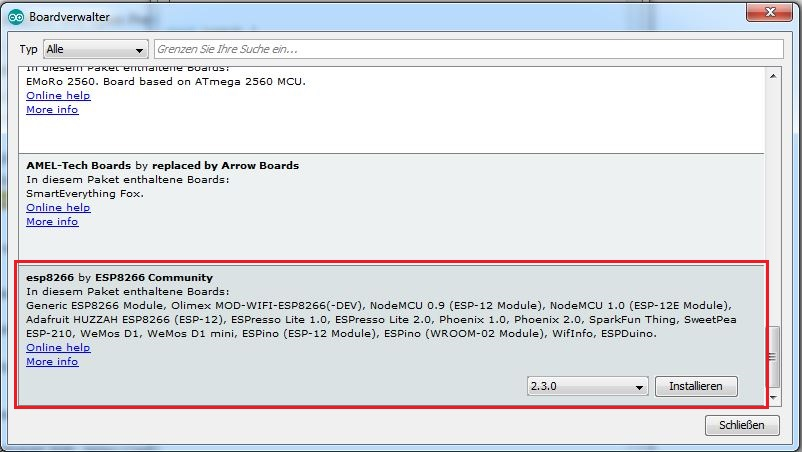 Boardverwalter
Typ Alle Grenzen Sie Ihre Suche ein...
In diesem Paket enthaltene Boards:
EMoRo 2560. Board based on ATmega 2560 MCU.
Online help
More info
AMEL-Tech Boards by replaced by Arrow Boards
In diesem Paket enthaltene Boards:
SmartEverything Fox.
Online help
More info
esp8266 by ESP8266 Community
In diesem Paket enthaltene Boards:
Generic ESP8266 Module, Olimex MOD-WIFI-ESP8266(-DEV), NodeMCU 0.9 (ESP-12 Module), NodeMCU 1.0 (ESP-12E Module),
Adafruit HUZZAH ESP8266 (ESP-12), ESPresso Lite 1.0, ESPresso Lite 2.0, Phoenix 1.0, Phoenix 2.0, SparkFun Thing, SweetPea
ESP-210, WeMos D1, WeMos D1 mini, ESPino (ESP-12 Module), ESPino (WROOM-02 Module), WifInfo, ESPDuino.
Online help
More info
2.3.0 Installieren
Schließen